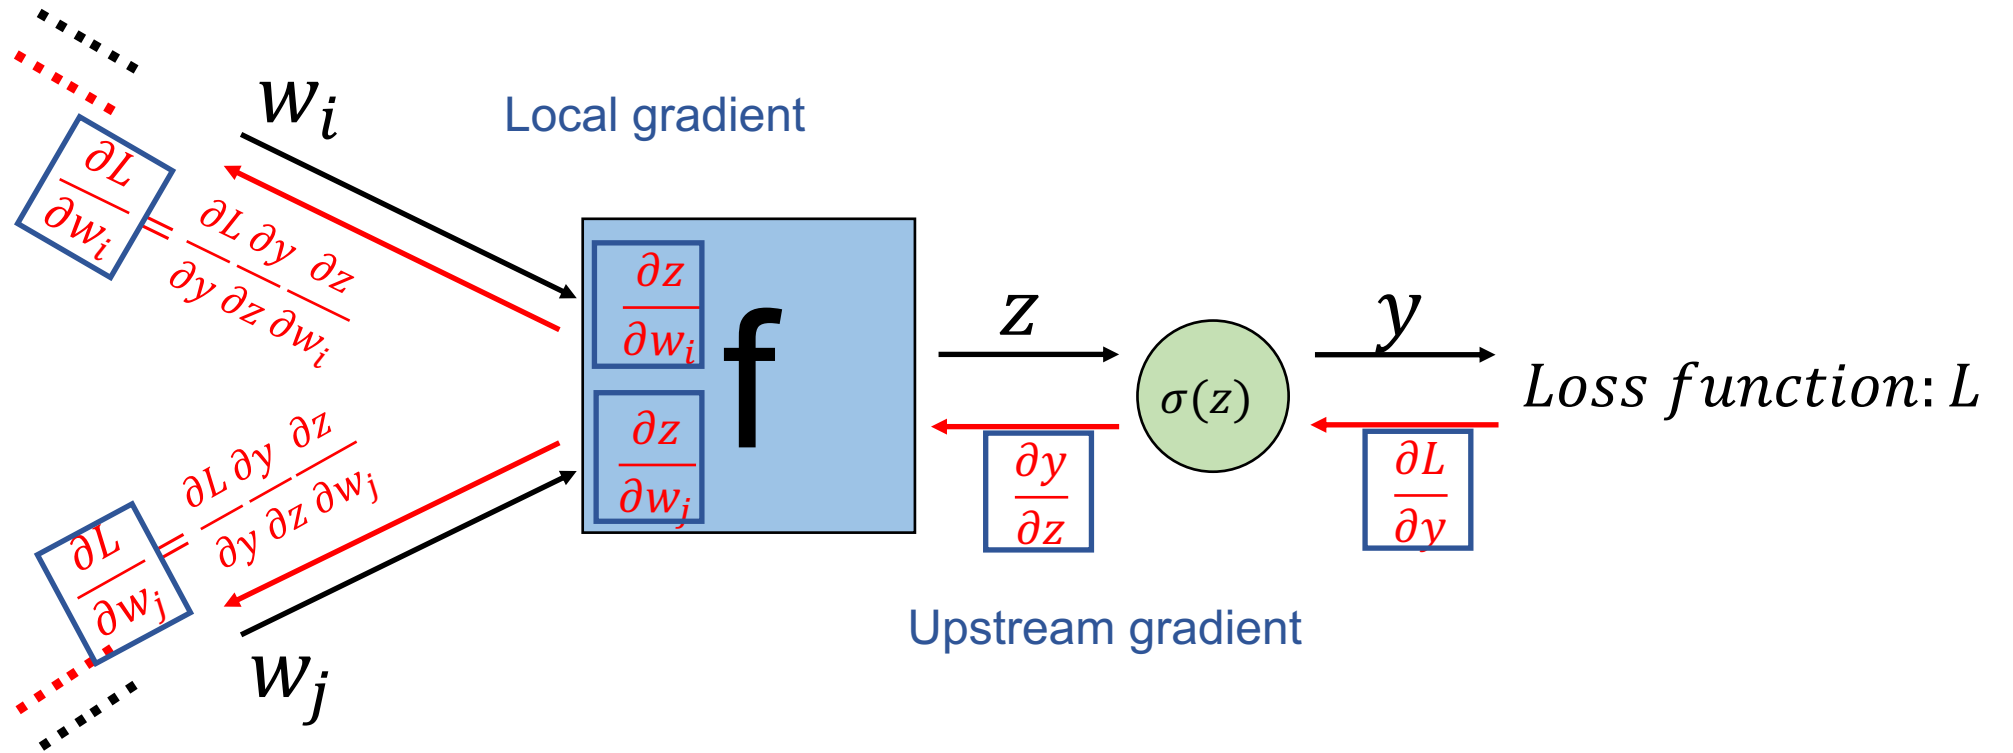 w_i
Local gradient
∂L/∂w_i = ∂L/∂y ∂y/∂z ∂z/∂w_i
∂z/∂w_i
f
∂z/∂w_j
z
σ(z)
y
Loss function: L
∂y/∂z
∂L/∂y
∂L/∂w_j = ∂L/∂y ∂y/∂z ∂z/∂w_j
Upstream gradient
w_j